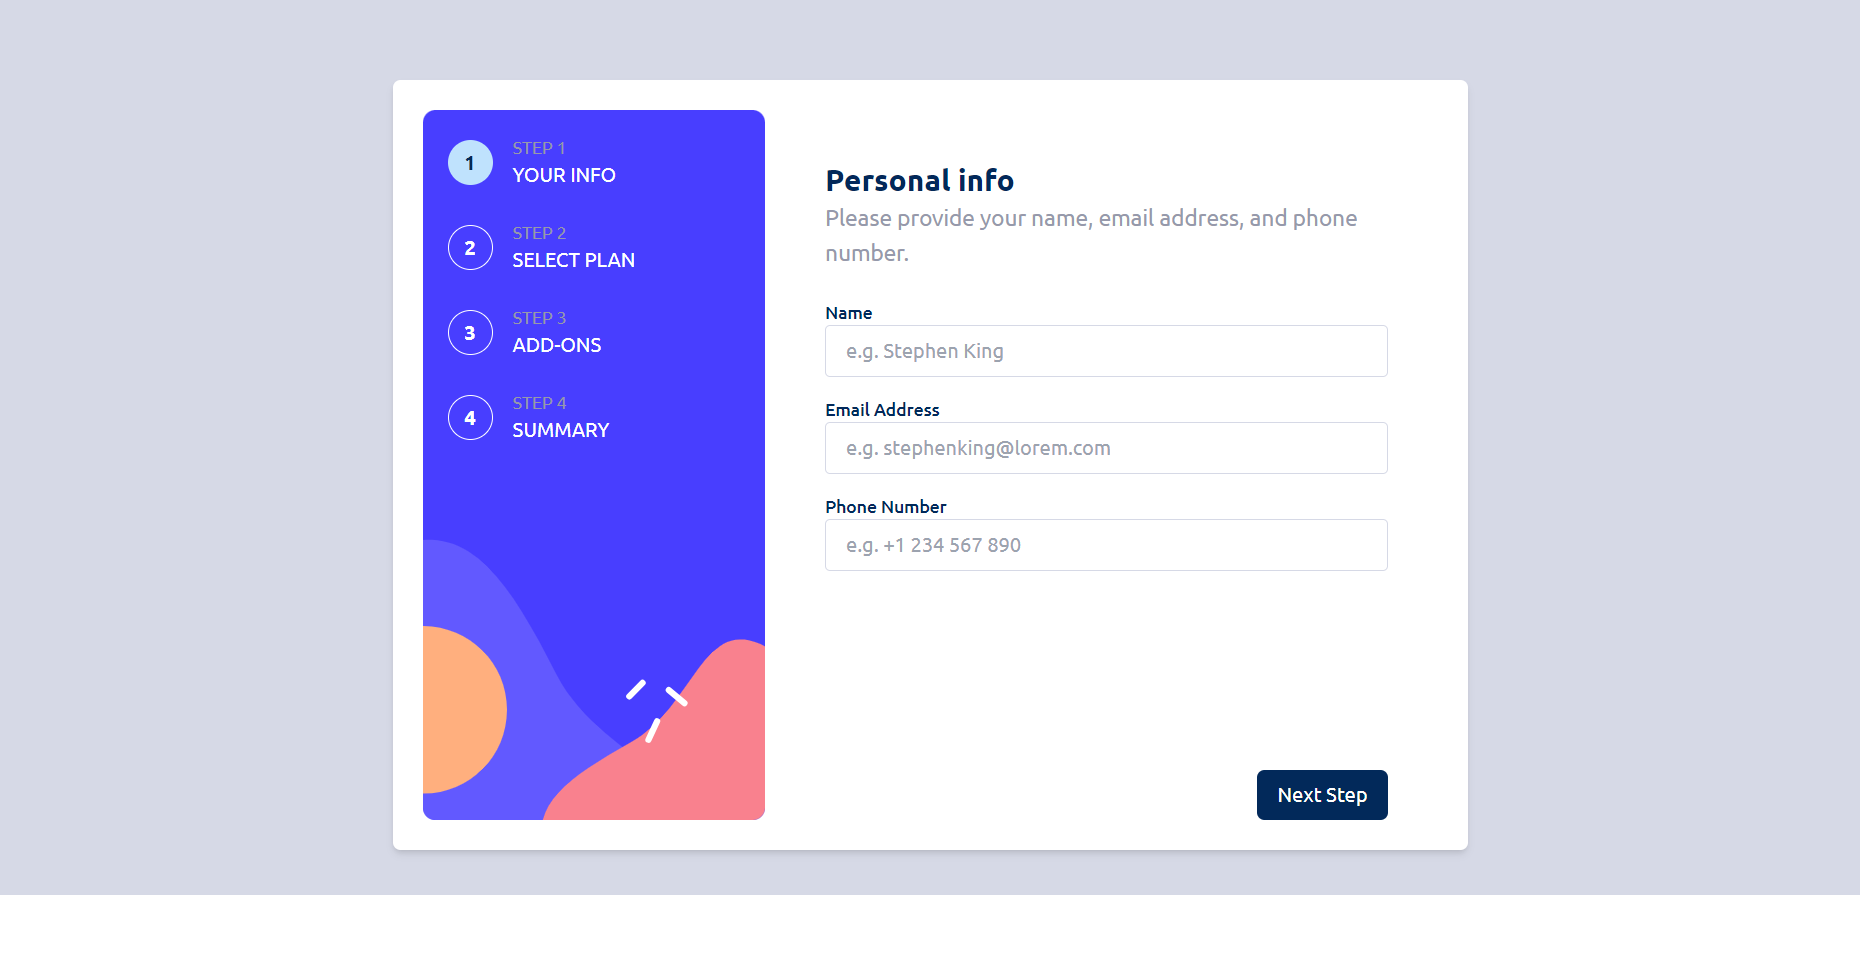 1
STEP 1
YOUR INFO
2
STEP 2
SELECT PLAN
3
STEP 3
ADD-ONS
4
STEP 4
SUMMARY
Personal info
Please provide your name, email address, and phone
number.
Name
e.g. Stephen King
Email Address
e.g. stephenking@lorem.com
Phone Number
e.g. +1 234 567 890
Next Step